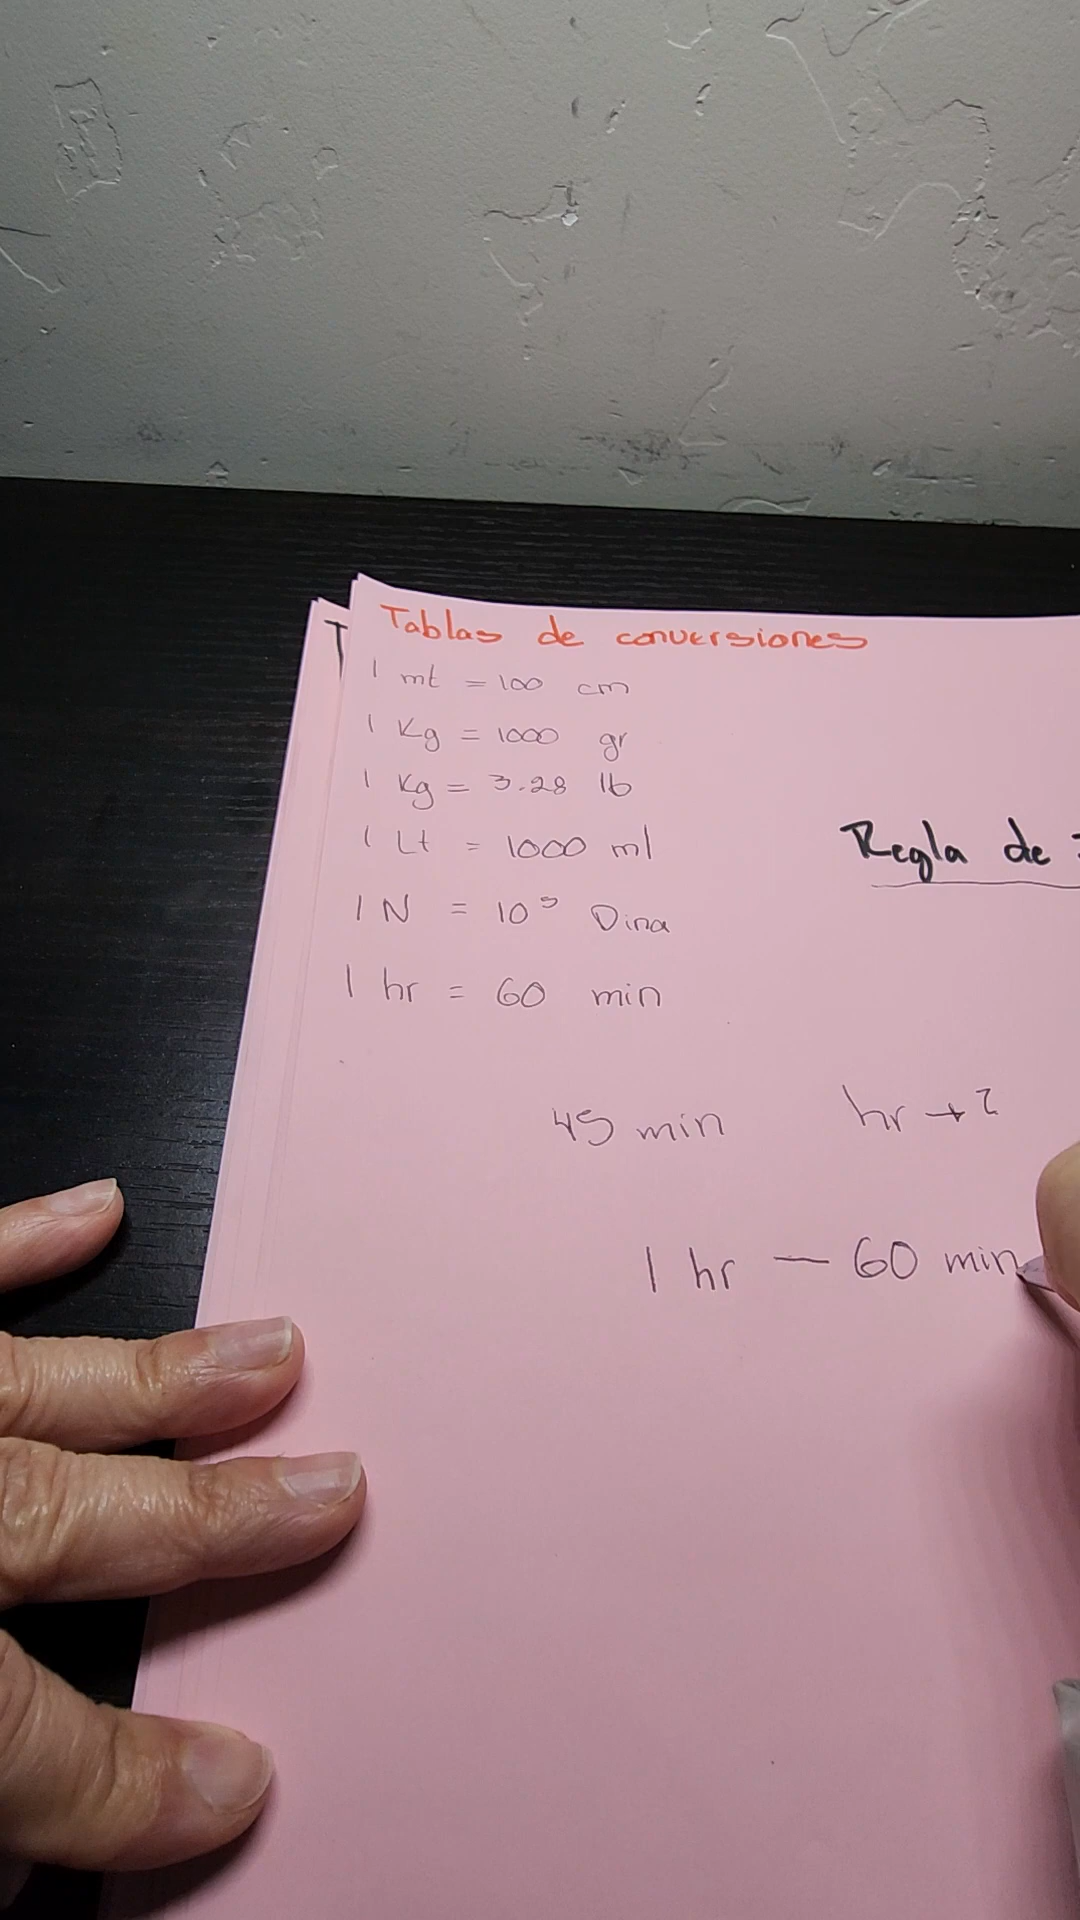 Tablas de conversiones
T
1 mt = 100 cm
1 Kg = 1000 gr
1 Kg = 3.28 lb
1 Lt = 1000 ml
Regla de
1 N = 10⁵ Dina
1 hr = 60 min
45 min hr → ?
1 hr — 60 min